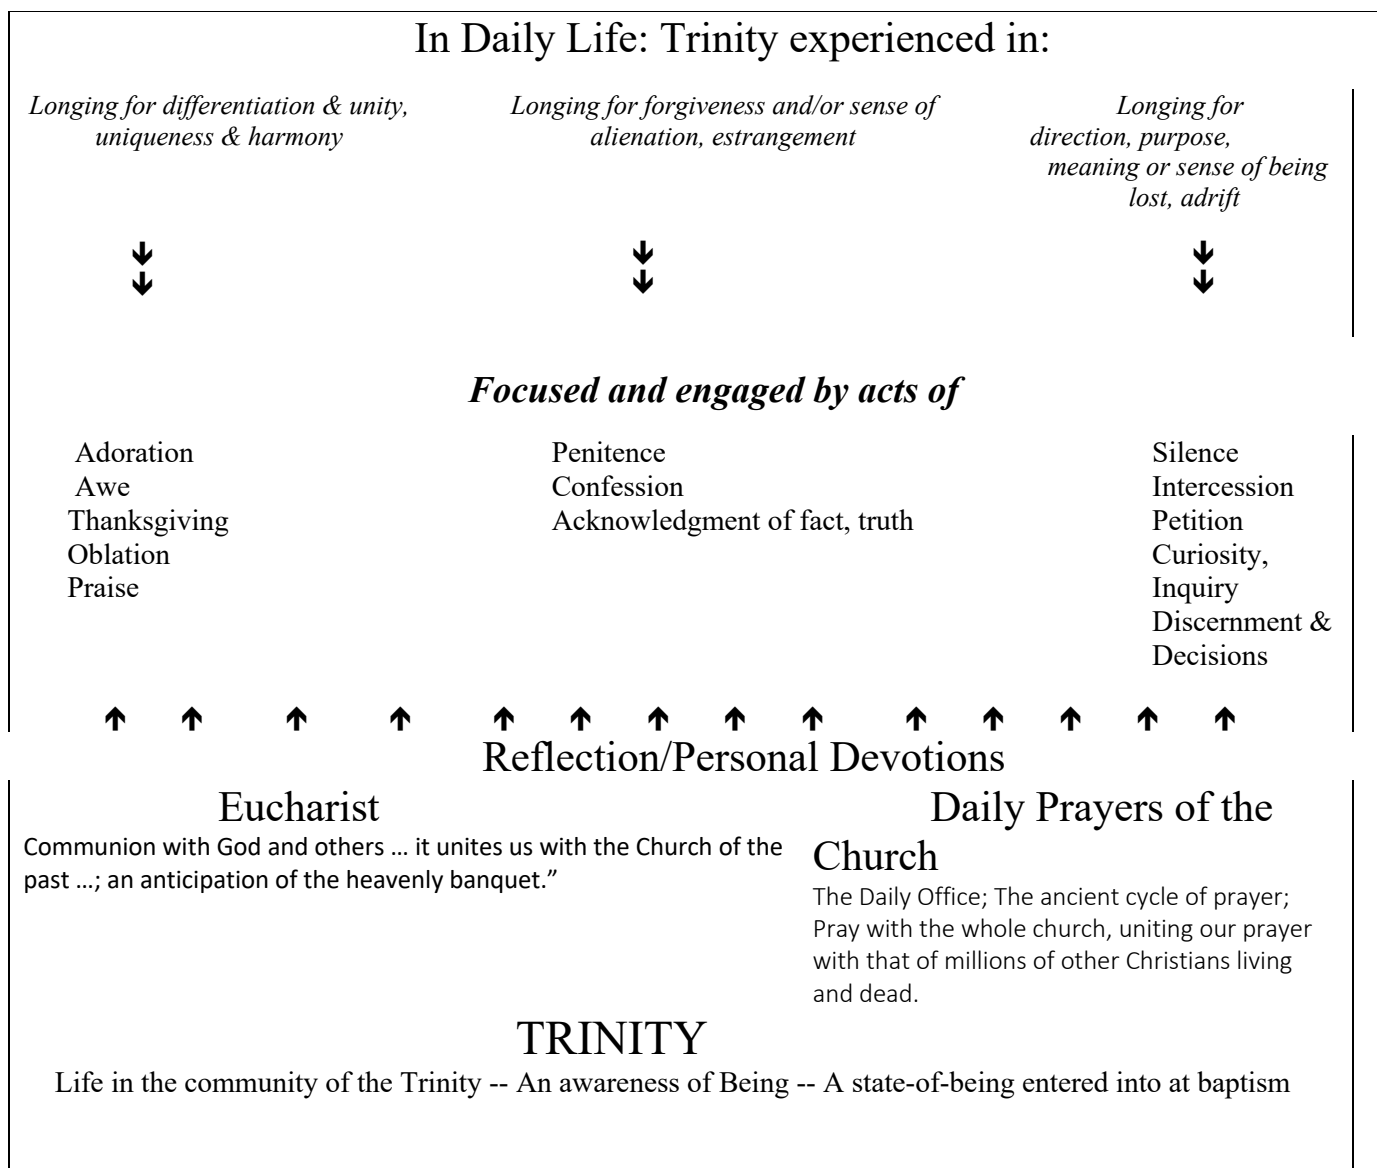 In Daily Life: Trinity experienced in:
Longing for differentiation & unity,
uniqueness & harmony
Longing for forgiveness and/or sense of
alienation, estrangement
Longing for
direction, purpose,
meaning or sense of being
lost, adrift
Focused and engaged by acts of
Adoration
Awe
Thanksgiving
Oblation
Praise
Penitence
Confession
Acknowledgment of fact, truth
Silence
Intercession
Petition
Curiosity,
Inquiry
Discernment &
Decisions
Reflection/Personal Devotions
Eucharist
Communion with God and others ... it unites us with the Church of the
past ...; an anticipation of the heavenly banquet.”
Daily Prayers of the
Church
The Daily Office; The ancient cycle of prayer;
Pray with the whole church, uniting our prayer
with that of millions of other Christians living
and dead.
TRINITY
Life in the community of the Trinity -- An awareness of Being -- A state-of-being entered into at baptism